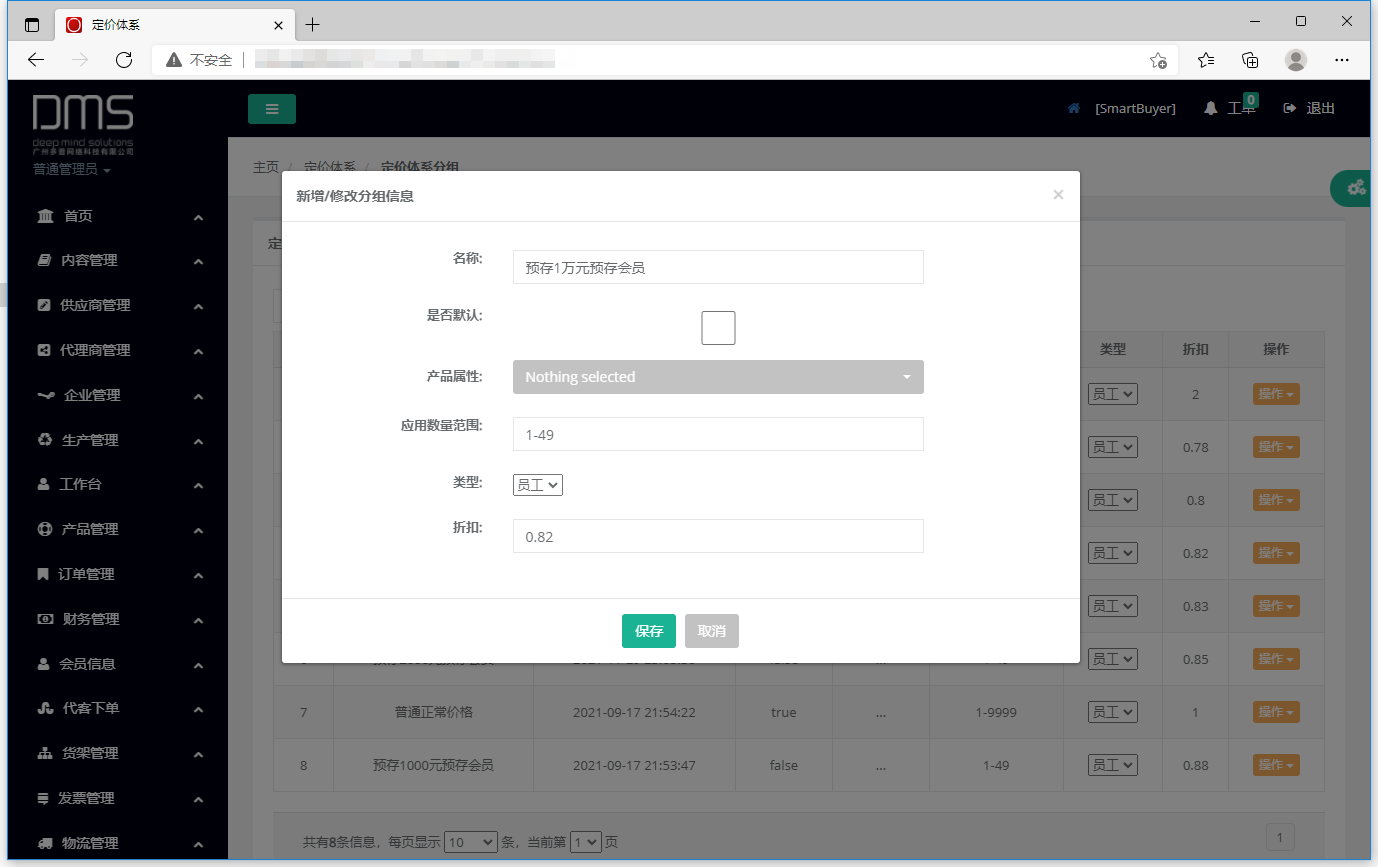 定价体系
不安全
DMS
deep mind solutions
广州多普网络科技有限公司
普通管理员
[SmartBuyer]
工单
0
退出
首页
内容管理
供应商管理
代理商管理
企业管理
生产管理
工作台
产品管理
订单管理
财务管理
会员信息
代客下单
货架管理
发票管理
物流管理
主页 / 定价体系 / 定价体系分组
定
新增/修改分组信息 ×
名称: 预存1万元预存会员
是否默认:
产品属性: Nothing selected
应用数量范围: 1-49
类型: 员工
折扣: 0.82
保存 取消
类型 折扣 操作
员工 2 操作
员工 0.78 操作
员工 0.8 操作
员工 0.82 操作
员工 0.83 操作
员工 0.85 操作
7 普通正常价格 2021-09-17 21:54:22 true ... 1-9999 员工 1 操作
8 预存1000元预存会员 2021-09-17 21:53:47 false ... 1-49 员工 0.88 操作
共有8条信息，每页显示 10 条，当前第 1 页
1